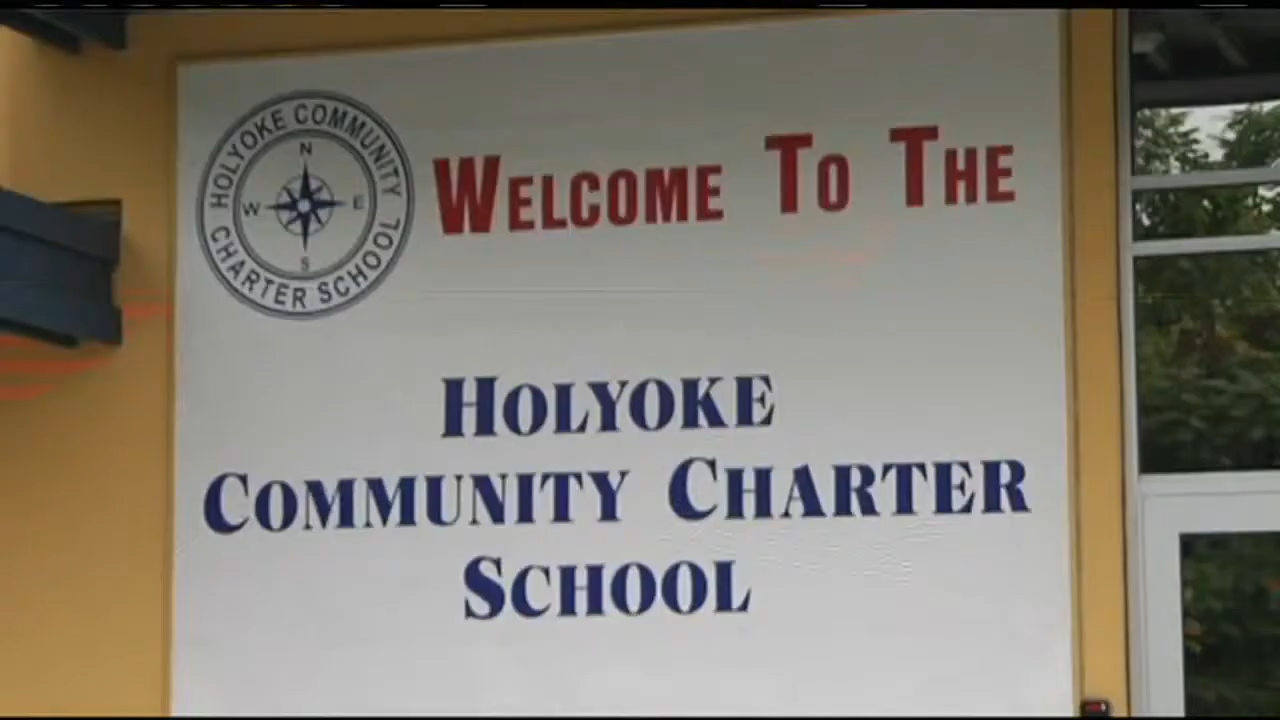 HOLYOKE COMMUNITY
CHARTER SCHOOL
N
W E
S
WELCOME TO THE
HOLYOKE
COMMUNITY CHARTER
SCHOOL